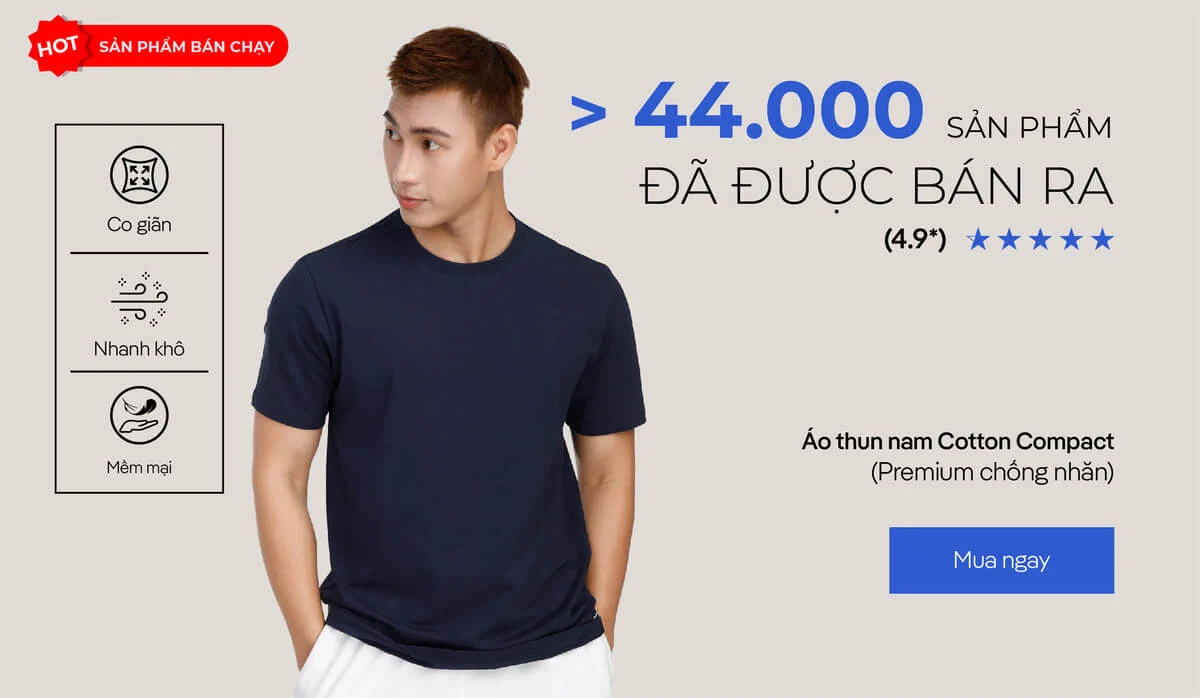 HOT SẢN PHẨM BÁN CHẠY
> 44.000 SẢN PHẨM
ĐÃ ĐƯỢC BÁN RA
(4.9*)
Co giãn
Nhanh khô
Mềm mại
Áo thun nam Cotton Compact
(Premium chống nhăn)
Mua ngay